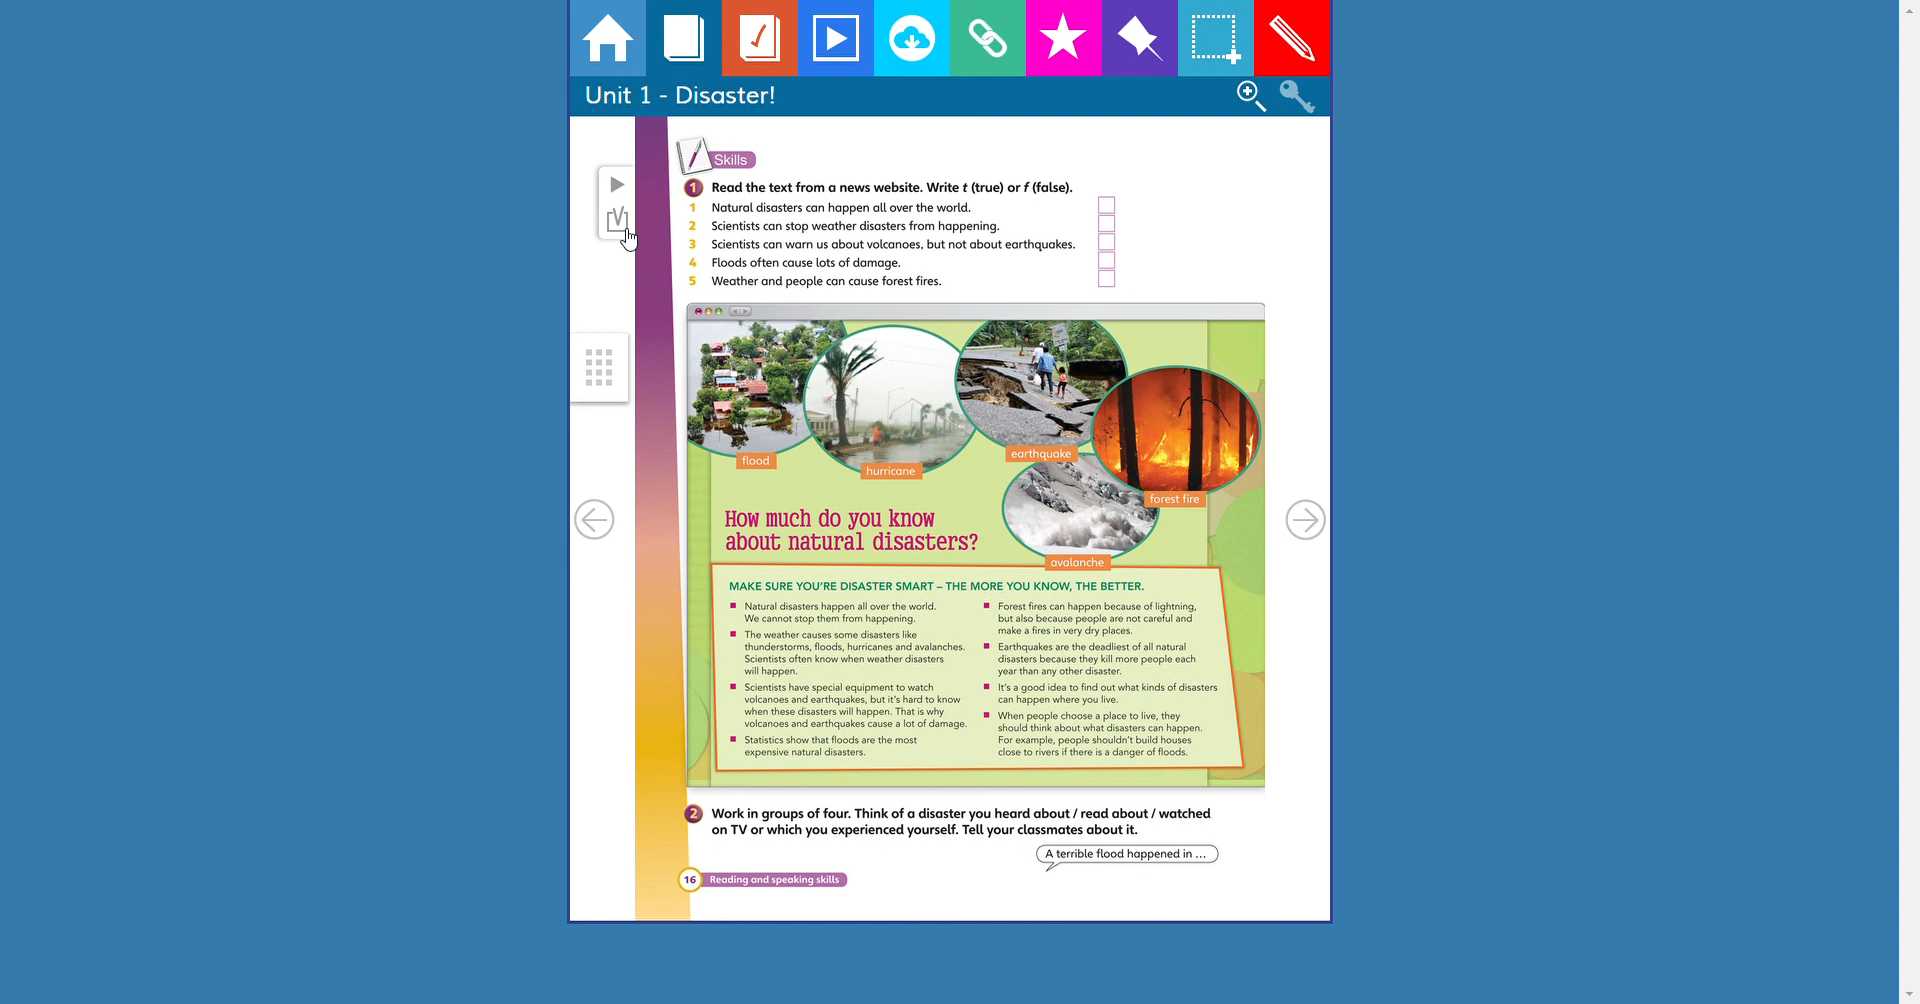 Unit 1 - Disaster!
Skills
1 Read the text from a news website. Write t (true) or f (false).
1 Natural disasters can happen all over the world.
2 Scientists can stop weather disasters from happening.
3 Scientists can warn us about volcanoes, but not about earthquakes.
4 Floods often cause lots of damage.
5 Weather and people can cause forest fires.
flood
hurricane
earthquake
forest fire
avalanche
How much do you know
about natural disasters?
MAKE SURE YOU'RE DISASTER SMART – THE MORE YOU KNOW, THE BETTER.
Natural disasters happen all over the world.
We cannot stop them from happening.
The weather causes some disasters like
thunderstorms, floods, hurricanes and avalanches.
Scientists often know when weather disasters
will happen.
Scientists have special equipment to watch
volcanoes and earthquakes, but it's hard to know
when these disasters will happen. That is why
volcanoes and earthquakes cause a lot of damage.
Statistics show that floods are the most
expensive natural disasters.
Forest fires can happen because of lightning,
but also because people are not careful and
make a fires in very dry places.
Earthquakes are the deadliest of all natural
disasters because they kill more people each
year than any other disaster.
It's a good idea to find out what kinds of disasters
can happen where you live.
When people choose a place to live, they
should think about what disasters can happen.
For example, people shouldn't build houses
close to rivers if there is a danger of floods.
2 Work in groups of four. Think of a disaster you heard about / read about / watched
on TV or which you experienced yourself. Tell your classmates about it.
A terrible flood happened in ...
16 Reading and speaking skills